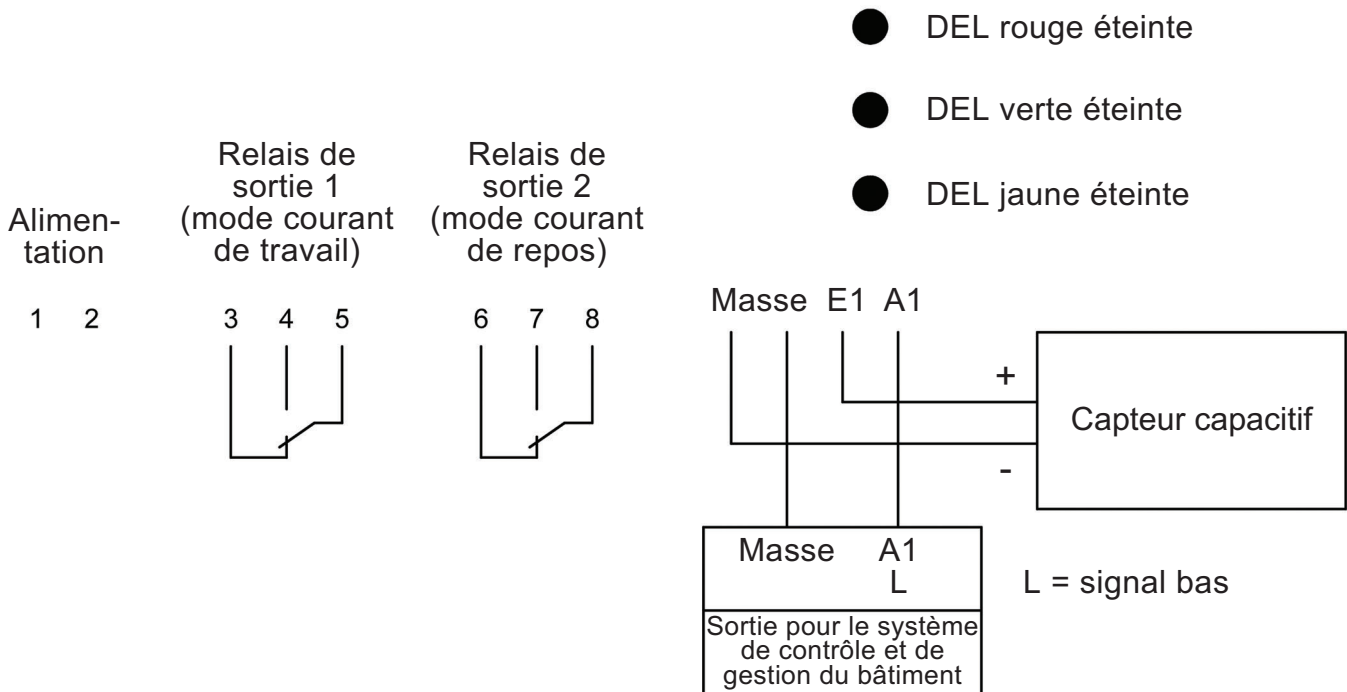 DEL rouge éteinte
DEL verte éteinte
DEL jaune éteinte
Alimen-
tation
1 2
Relais de
sortie 1
(mode courant
de travail)
3 4 5
Relais de
sortie 2
(mode courant
de repos)
6 7 8
Masse E1 A1
+
-
Capteur capacitif
Masse A1
L
Sortie pour le système
de contrôle et de
gestion du bâtiment
L = signal bas